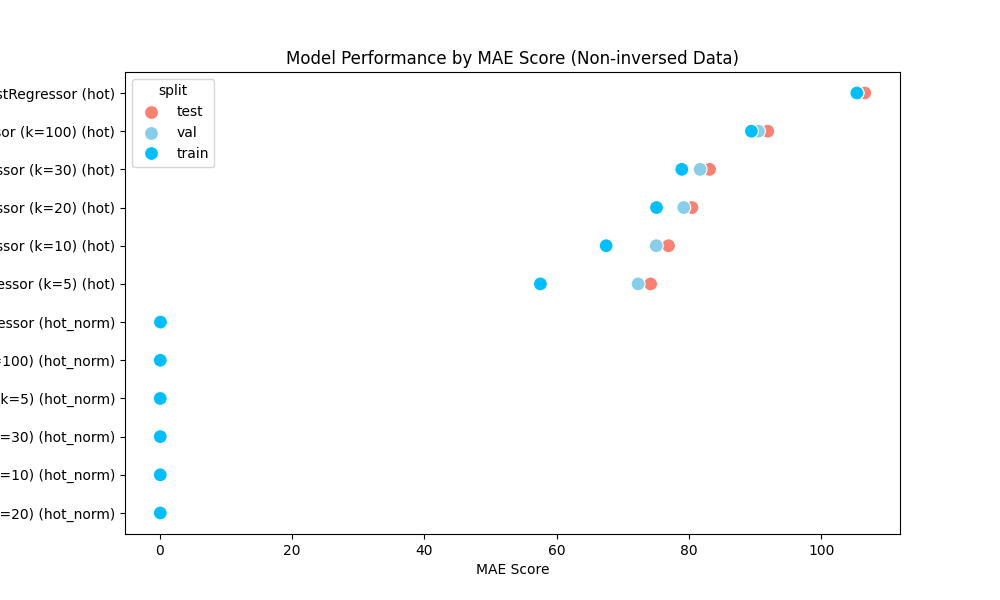 Model Performance by MAE Score (Non-inversed Data)
split
test
val
train
stRegressor (hot)
sor (k=100) (hot)
ssor (k=30) (hot)
ssor (k=20) (hot)
ssor (k=10) (hot)
essor (k=5) (hot)
essor (hot_norm)
=100) (hot_norm)
k=5) (hot_norm)
=30) (hot_norm)
=10) (hot_norm)
=20) (hot_norm)
0 20 40 60 80 100
MAE Score